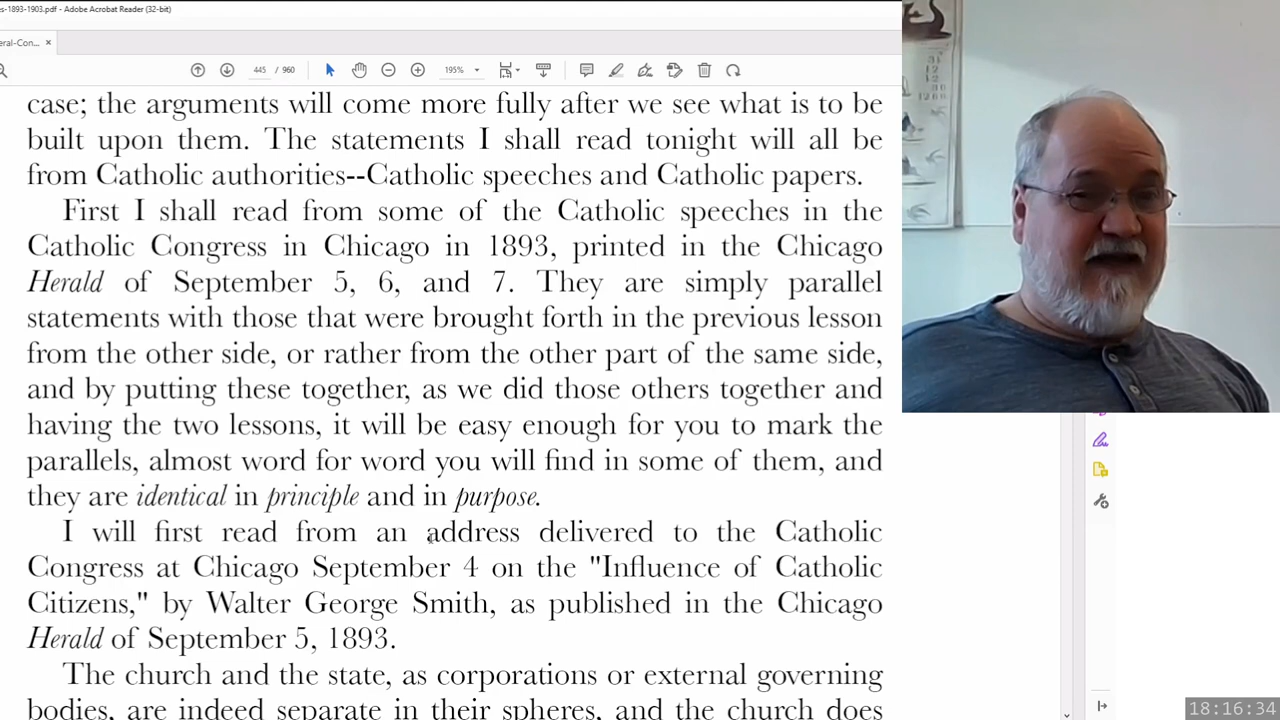 s-1893-1903.pdf - Adobe Acrobat Reader (32-bit)
eral-Con... ×
445 / 960 195%
case; the arguments will come more fully after we see what is to be
built upon them. The statements I shall read tonight will all be
from Catholic authorities--Catholic speeches and Catholic papers.
First I shall read from some of the Catholic speeches in the
Catholic Congress in Chicago in 1893, printed in the Chicago
Herald of September 5, 6, and 7. They are simply parallel
statements with those that were brought forth in the previous lesson
from the other side, or rather from the other part of the same side,
and by putting these together, as we did those others together and
having the two lessons, it will be easy enough for you to mark the
parallels, almost word for word you will find in some of them, and
they are identical in principle and in purpose.
I will first read from an address delivered to the Catholic
Congress at Chicago September 4 on the "Influence of Catholic
Citizens," by Walter George Smith, as published in the Chicago
Herald of September 5, 1893.
The church and the state, as corporations or external governing
bodies, are indeed separate in their spheres, and the church does
18:16:34